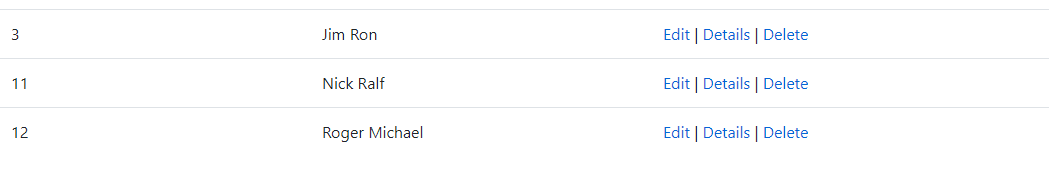 3 Jim Ron Edit | Details | Delete
11 Nick Ralf Edit | Details | Delete
12 Roger Michael Edit | Details | Delete